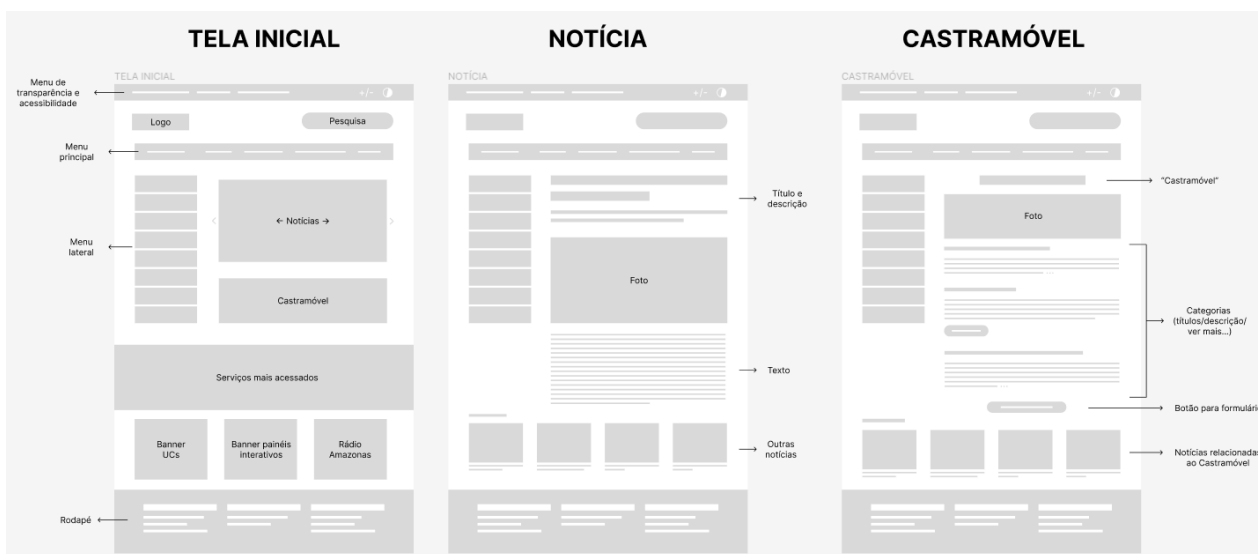 TELA INICIAL
NOTÍCIA
CASTRAMÓVEL
TELA INICIAL
Menu de
transparência e
acessibilidade
+/-
Logo
Pesquisa
Menu
principal
← Notícias →
Menu
lateral
Castramóvel
Serviços mais acessados
Banner
UCs
Banner painéis
interativos
Rádio
Amazonas
Rodapé
NOTÍCIA
+/-
Título e
descrição
Foto
Texto
Outras
notícias
CASTRAMÓVEL
+/-
"Castramóvel"
Foto
Categorias
(títulos/descrição/
ver mais...)
Botão para formulári
Notícias relacionada
ao Castramóvel